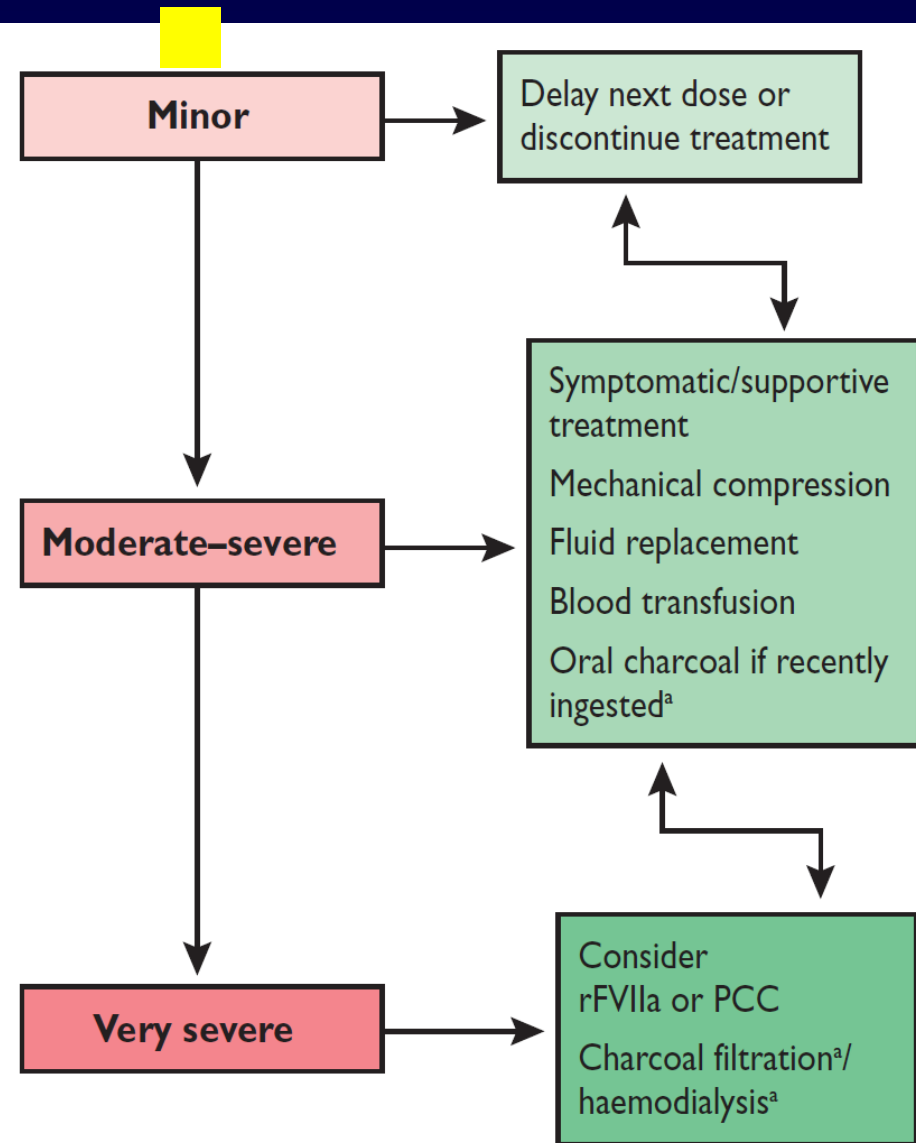 Minor
Delay next dose or
discontinue treatment
Moderate–severe
Symptomatic/supportive
treatment
Mechanical compression
Fluid replacement
Blood transfusion
Oral charcoal if recently
ingestedᵃ
Very severe
Consider
rFVIIa or PCC
Charcoal filtrationᵃ/
haemodialysisᵃ